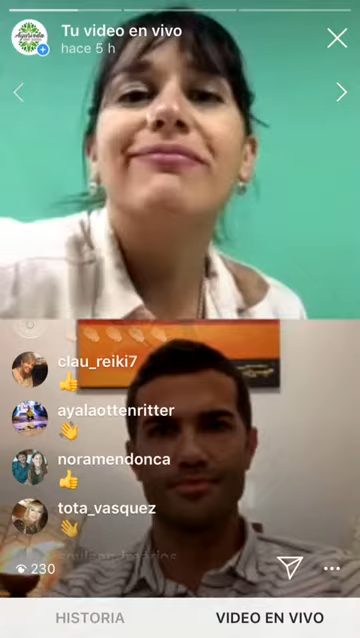 Tu video en vivo
hace 5 h
clau_reiki7
ayalaottenritter
noramendonca
tota_vasquez
230
HISTORIA
VIDEO EN VIVO